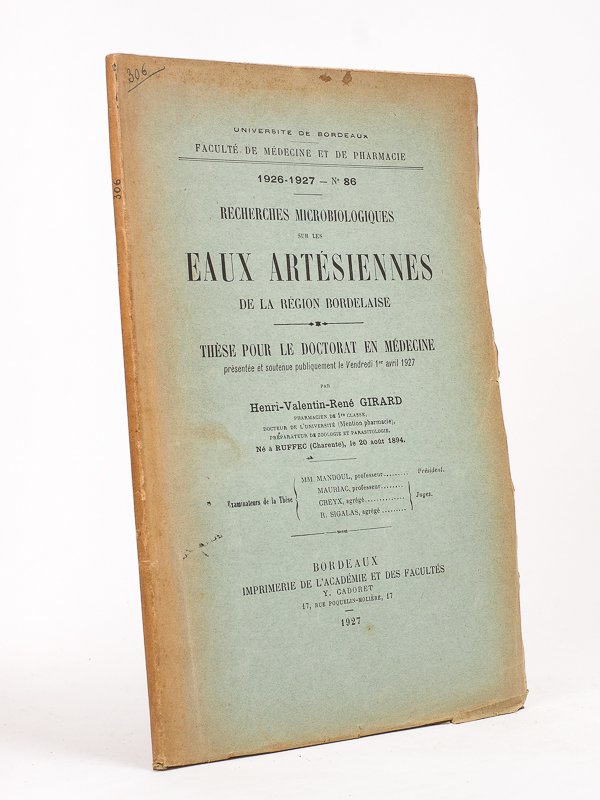 306
306
UNIVERSITÉ DE BORDEAUX
FACULTÉ DE MÉDECINE ET DE PHARMACIE
1926-1927 — N° 86
RECHERCHES MICROBIOLOGIQUES
SUR LES
EAUX ARTÉSIENNES
DE LA RÉGION BORDELAISE
THÈSE POUR LE DOCTORAT EN MÉDECINE
présentée et soutenue publiquement le Vendredi 1er avril 1927
PAR
Henri-Valentin-René GIRARD
PHARMACIEN DE 1re CLASSE,
DOCTEUR DE L'UNIVERSITÉ (Mention pharmacie),
PRÉPARATEUR DE ZOOLOGIE ET PARASITOLOGIE,
Né à RUFFEC (Charente), le 20 août 1894.
Examinateurs de la Thèse
MM. MANDOUL, professeur........ Président.
MAURIAC, professeur........
CREYX, agrégé.............. Juges.
R. SIGALAS, agrégé .........
BORDEAUX
IMPRIMERIE DE L'ACADÉMIE ET DES FACULTÉS
Y. CADORET
17, RUE POQUELIN-MOLIÈRE, 17
1927